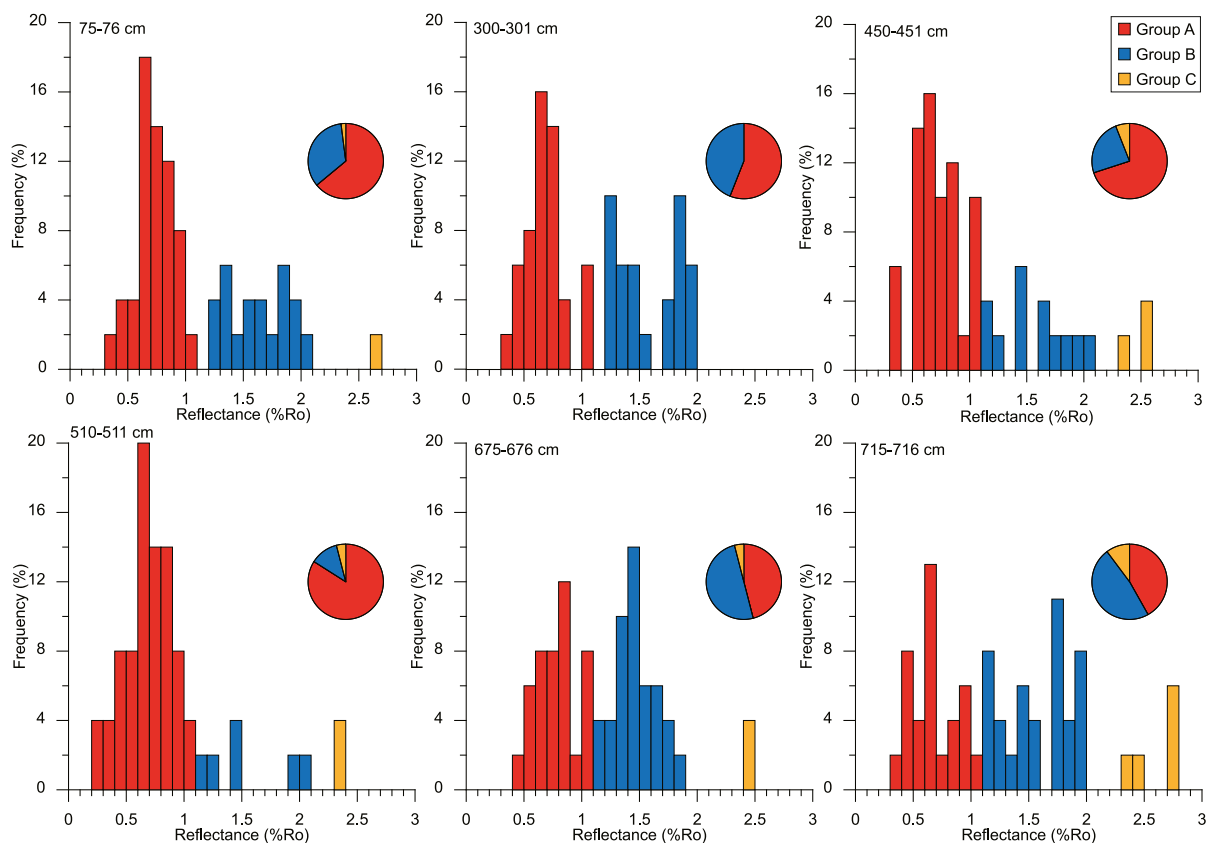 75-76 cm
20
16
12
8
4
0
Frequency (%)
0 0.5 1 1.5 2 2.5 3
Reflectance (%Ro)
300-301 cm
20
16
12
8
4
0
Frequency (%)
0 0.5 1 1.5 2 2.5 3
Reflectance (%Ro)
450-451 cm
20
16
12
8
4
0
Frequency (%)
0 0.5 1 1.5 2 2.5 3
Reflectance (%Ro)
Group A
Group B
Group C
510-511 cm
20
16
12
8
4
0
Frequency (%)
0 0.5 1 1.5 2 2.5 3
Reflectance (%Ro)
675-676 cm
20
16
12
8
4
0
Frequency (%)
0 0.5 1 1.5 2 2.5 3
Reflectance (%Ro)
715-716 cm
20
16
12
8
4
0
Frequency (%)
0 0.5 1 1.5 2 2.5 3
Reflectance (%Ro)